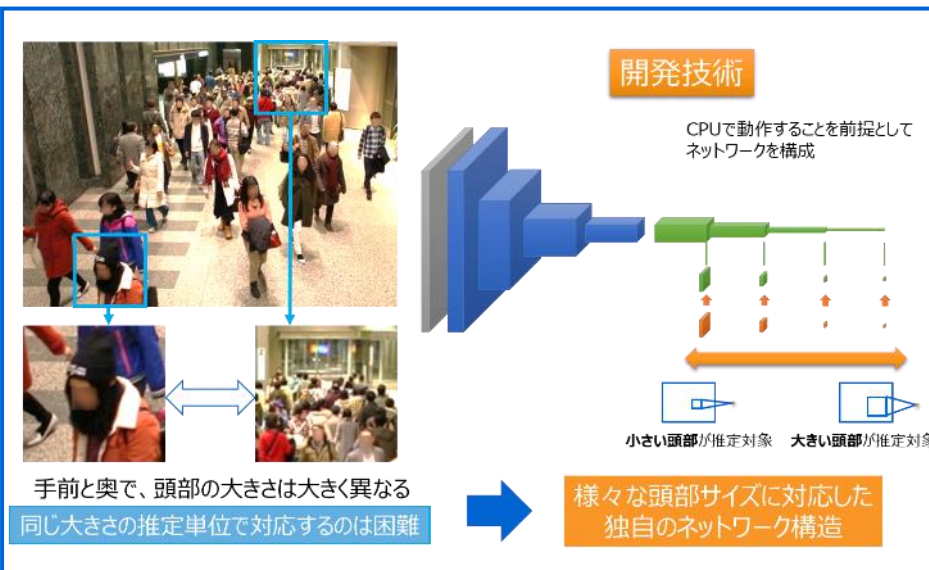 開発技術
CPUで動作することを前提として
ネットワークを構成
小さい頭部が推定対象
大きい頭部が推定対象
手前と奥で、頭部の大きさは大きく異なる
同じ大きさの推定単位で対応するのは困難
様々な頭部サイズに対応した
独自のネットワーク構造